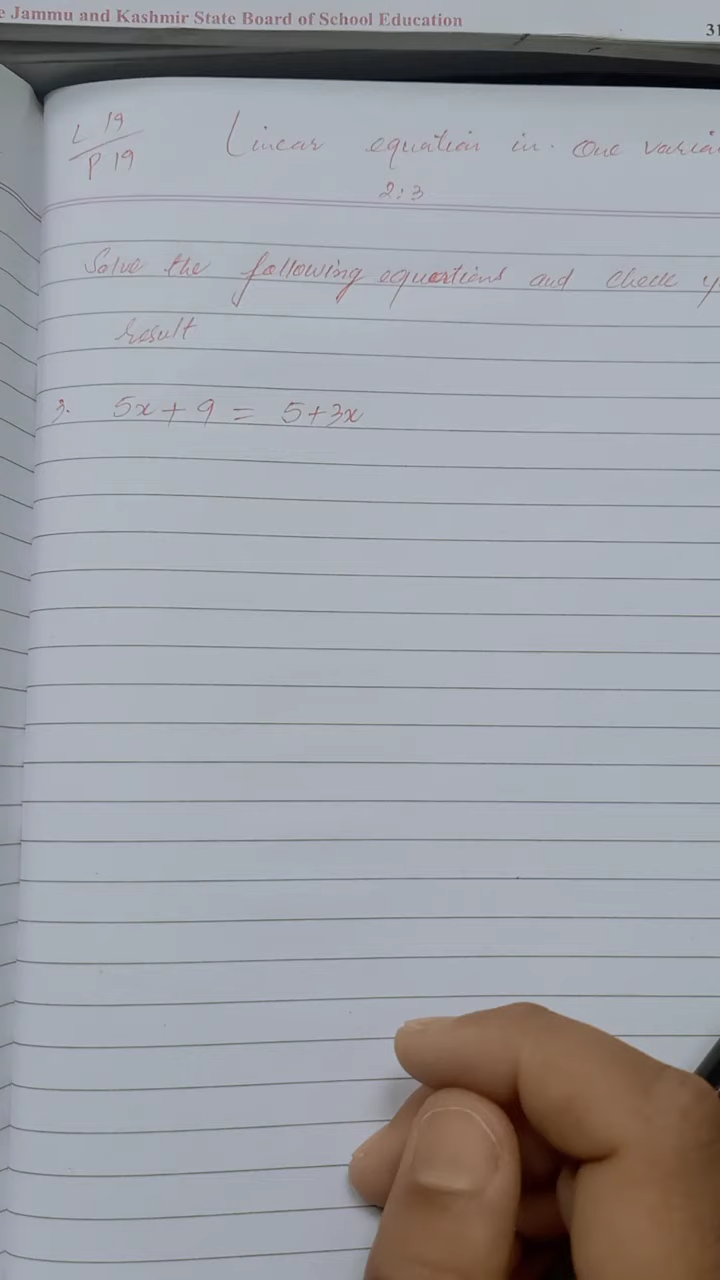 Jammu and Kashmir State Board of School Education
L 19
P 19
Linear equation in. One
2:3
Solve the following equations and check
result
3. 5x + 9 = 5+3x